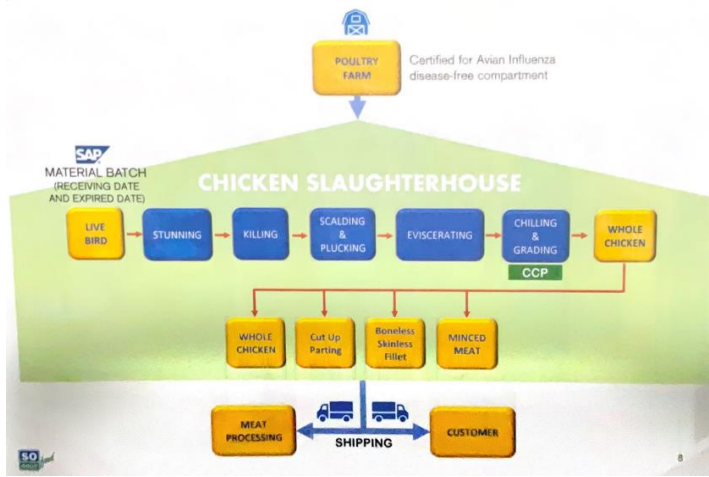 POULTRY
FARM
Certified for Avian Influenza
disease-free compartment
SAP
MATERIAL BATCH
(RECEIVING DATE
AND EXPIRED DATE)
CHICKEN SLAUGHTERHOUSE
LIVE
BIRD
STUNNING
KILLING
SCALDING
&
PLUCKING
EVISCERATING
CHILLING
&
GRADING
WHOLE
CHICKEN
CCP
WHOLE
CHICKEN
Cut Up
Parting
Boneless
Skinless
Fillet
MINCED
MEAT
MEAT
PROCESSING
SHIPPING
CUSTOMER
SO
8